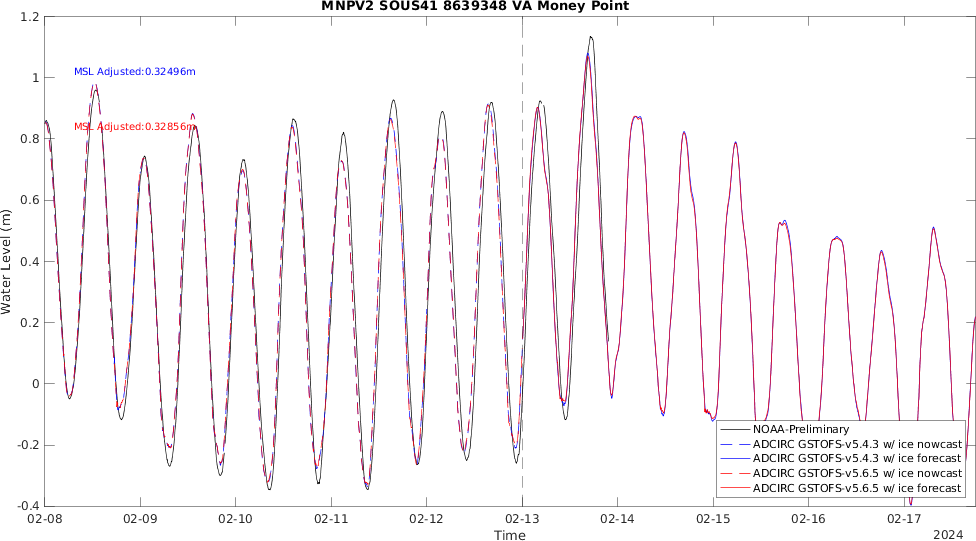 MNPV2 SOUS41 8639348 VA Money Point
1.2
1
0.8
0.6
0.4
0.2
0
-0.2
-0.4
Water Level (m)
MSL Adjusted:0.32496m
MSL Adjusted:0.32856m
NOAA-Preliminary
ADCIRC GSTOFS-v5.4.3 w/ ice nowcast
ADCIRC GSTOFS-v5.4.3 w/ ice forecast
ADCIRC GSTOFS-v5.6.5 w/ ice nowcast
ADCIRC GSTOFS-v5.6.5 w/ ice forecast
02-08 02-09 02-10 02-11 02-12 02-13 02-14 02-15 02-16 02-17
Time
2024